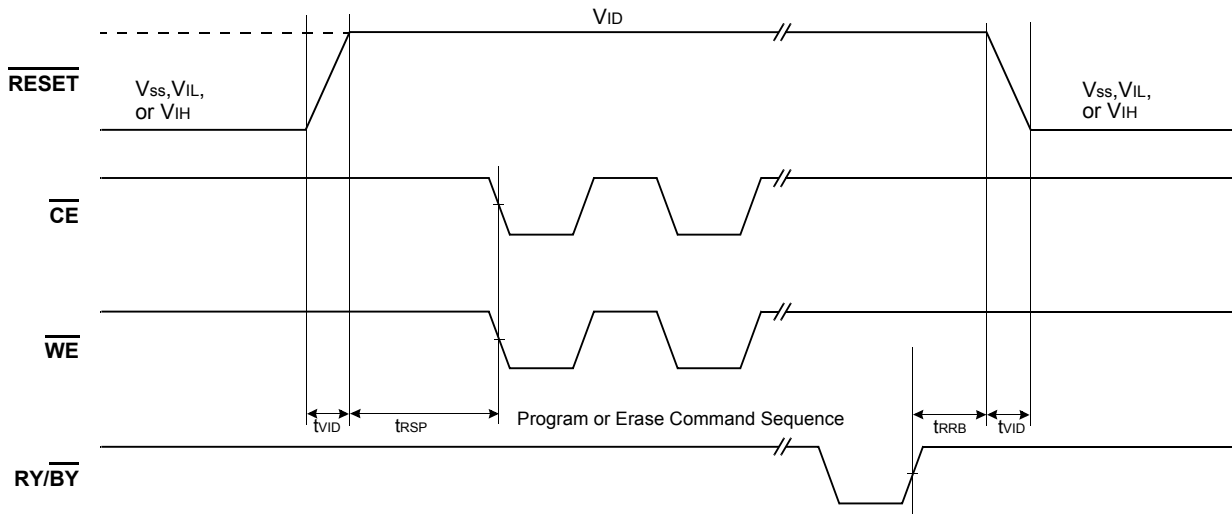 VID
RESET
Vss,VIL,
or VIH
Vss,VIL,
or VIH
CE
WE
tVID
tRSP
Program or Erase Command Sequence
tRRB
tVID
RY/BY